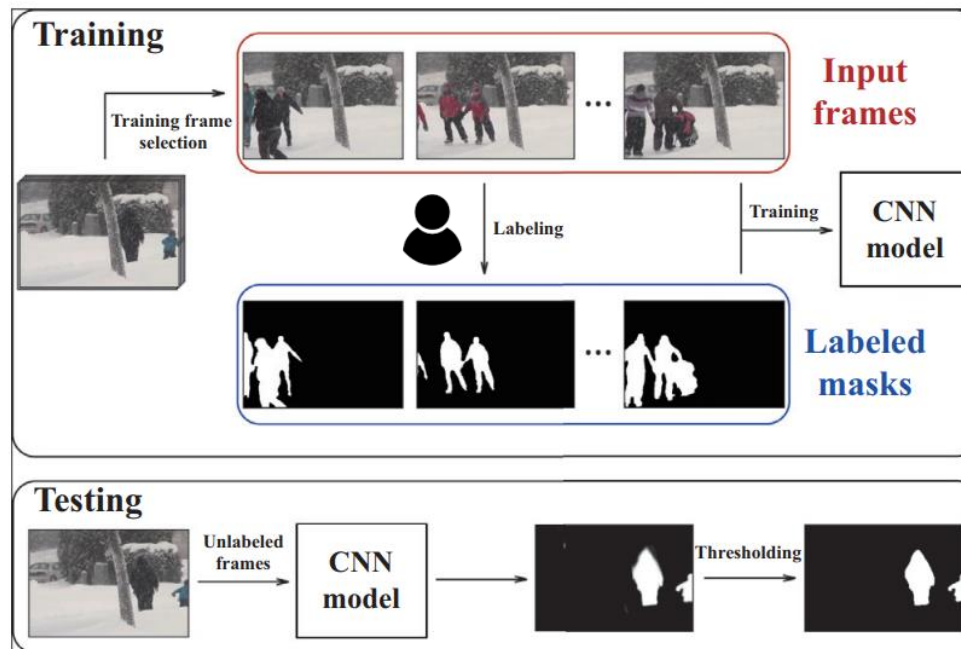 Training
Training frame
selection
...
Input
frames
Labeling
Training
CNN
model
...
Labeled
masks
Testing
Unlabeled
frames
CNN
model
Thresholding